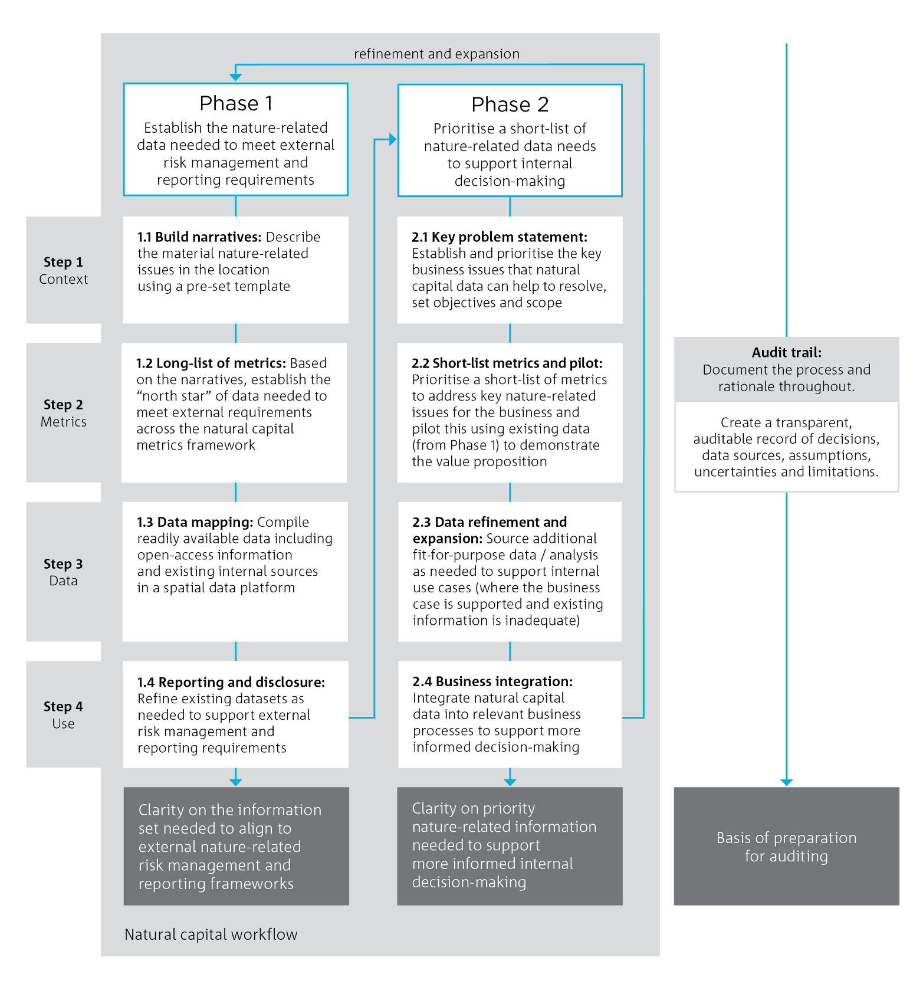 refinement and expansion
Phase 1
Establish the nature-related
data needed to meet external
risk management and
reporting requirements
Phase 2
Prioritise a short-list of
nature-related data needs
to support internal
decision-making
Step 1
Context
1.1 Build narratives: Describe
the material nature-related
issues in the location
using a pre-set template
2.1 Key problem statement:
Establish and prioritise the key
business issues that natural
capital data can help to resolve,
set objectives and scope
Step 2
Metrics
1.2 Long-list of metrics: Based
on the narratives, establish the
“north star” of data needed to
meet external requirements
across the natural capital
metrics framework
2.2 Short-list metrics and pilot:
Prioritise a short-list of metrics
to address key nature-related
issues for the business and
pilot this using existing data
(from Phase 1) to demonstrate
the value proposition
Audit trail:
Document the process and
rationale throughout.
Create a transparent,
auditable record of decisions,
data sources, assumptions,
uncertainties and limitations.
Step 3
Data
1.3 Data mapping: Compile
readily available data including
open-access information
and existing internal sources
in a spatial data platform
2.3 Data refinement and
expansion: Source additional
fit-for-purpose data / analysis
as needed to support internal
use cases (where the business
case is supported and existing
information is inadequate)
Step 4
Use
1.4 Reporting and disclosure:
Refine existing datasets as
needed to support external
risk management and
reporting requirements
2.4 Business integration:
Integrate natural capital
data into relevant business
processes to support more
informed decision-making
Clarity on the information
set needed to align to
external nature-related
risk management and
reporting frameworks
Clarity on priority
nature-related information
needed to support
more informed internal
decision-making
Basis of preparation
for auditing
Natural capital workflow